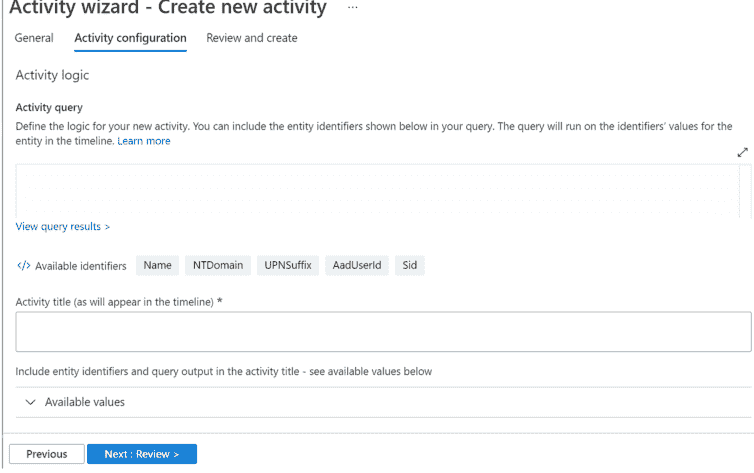 Activity wizard - Create new activity ...
General Activity configuration Review and create
Activity logic
Activity query
Define the logic for your new activity. You can include the entity identifiers shown below in your query. The query will run on the identifiers' values for the
entity in the timeline. Learn more
View query results >
</> Available identifiers Name NTDomain UPNSuffix AadUserId Sid
Activity title (as will appear in the timeline) *
Include entity identifiers and query output in the activity title - see available values below
Available values
Previous Next : Review >